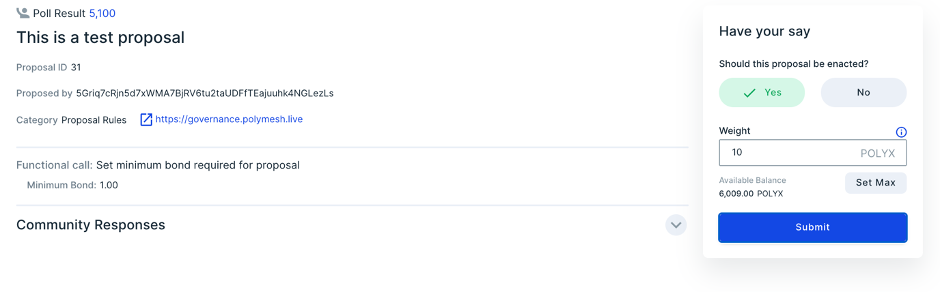 Poll Result 5,100
This is a test proposal
Proposal ID 31
Proposed by 5Griq7cRjn5d7xWMA7BjRV6tu2taUDFfTEajuuhk4NGLezLs
Category Proposal Rules https://governance.polymesh.live
Functional call: Set minimum bond required for proposal
Minimum Bond: 1.00
Community Responses
Have your say
Should this proposal be enacted?
Yes No
Weight
10 POLYX
Available Balance
6,009.00 POLYX
Set Max
Submit